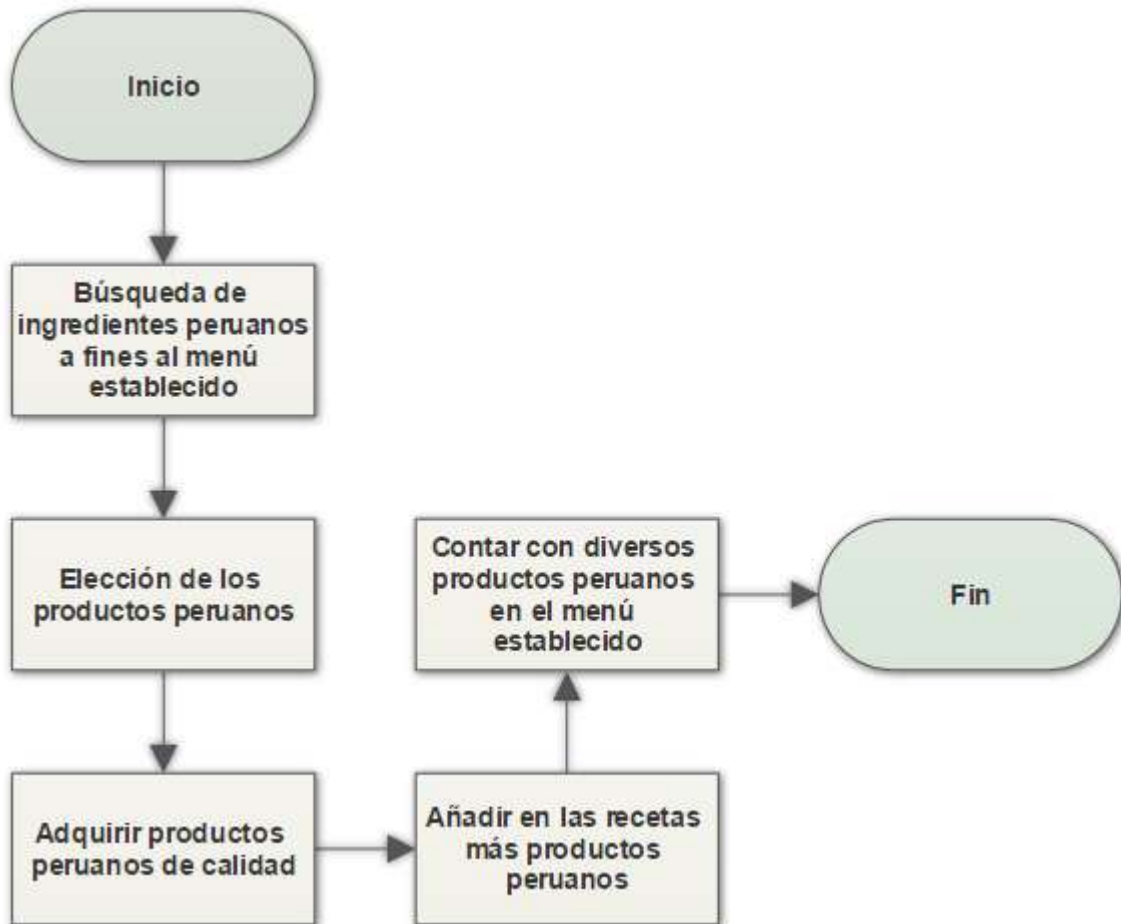 Inicio
Búsqueda de
ingredientes peruanos
a fines al menú
establecido
Elección de los
productos peruanos
Adquirir productos
peruanos de calidad
Añadir en las recetas
más productos
peruanos
Contar con diversos
productos peruanos
en el menú
establecido
Fin